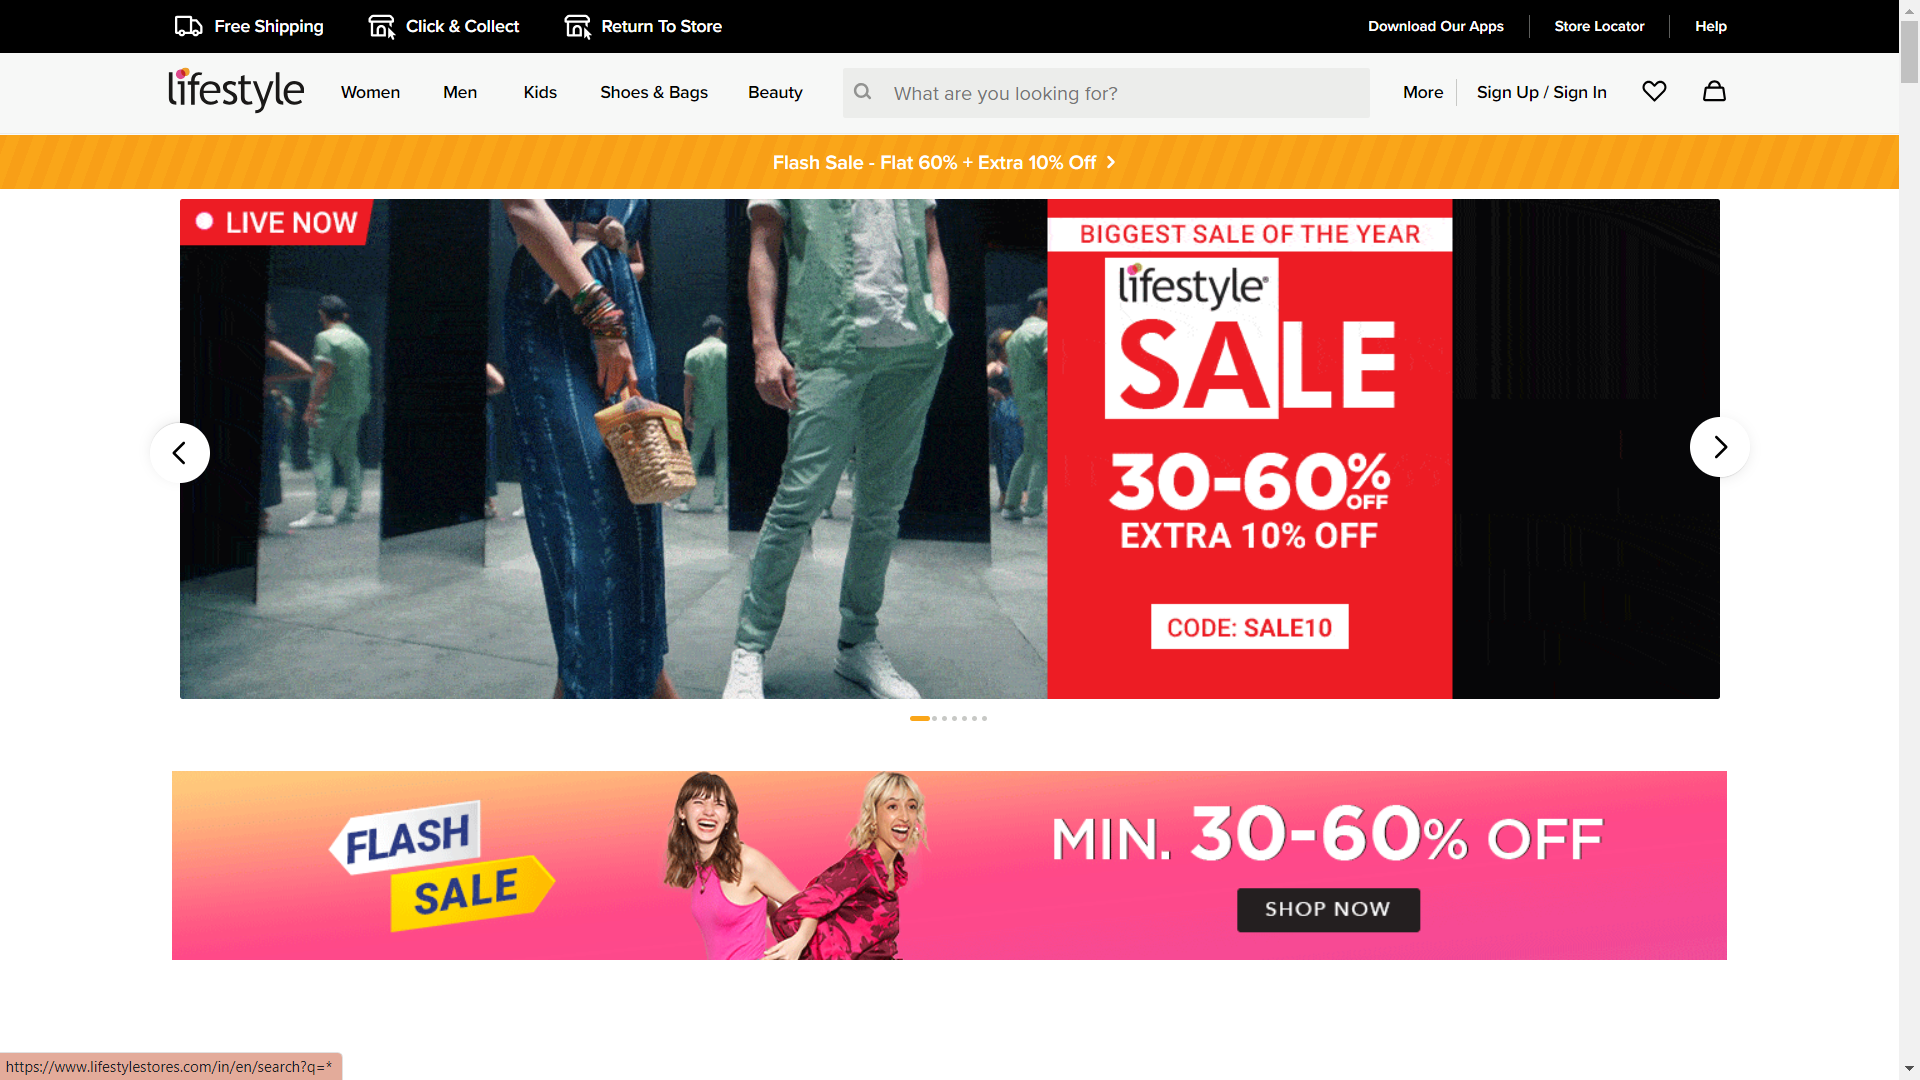 Free Shipping
Click & Collect
Return To Store
Download Our Apps
Store Locator
Help
lifestyle
Women
Men
Kids
Shoes & Bags
Beauty
What are you looking for?
More
Sign Up / Sign In
Flash Sale - Flat 60% + Extra 10% Off
LIVE NOW
BIGGEST SALE OF THE YEAR
lifestyle®
SALE
30-60% OFF
EXTRA 10% OFF
CODE: SALE10
FLASH
SALE
MIN. 30-60% OFF
SHOP NOW
https://www.lifestylestores.com/in/en/search?q=*